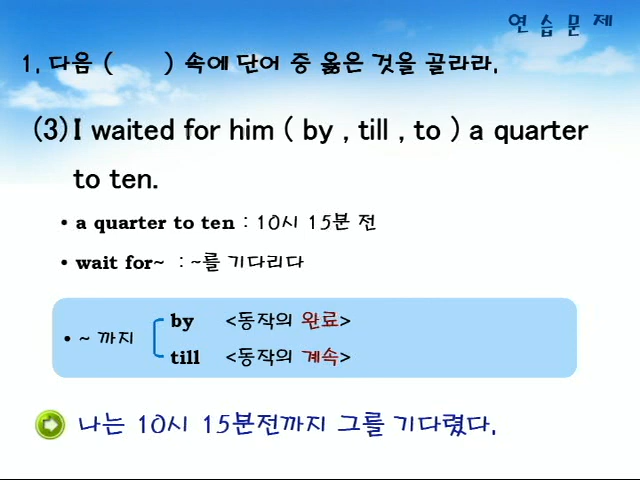 연 습 문 제
1. 다음 (      ) 속에 단어 중 옳은 것을 골라라.
(3) I waited for him ( by , till , to ) a quarter
to ten.
• a quarter to ten : 10시 15분 전
• wait for~ : ~를 기다리다
by <동작의 완료>
• ~ 까지
till <동작의 계속>
나는 10시 15분전까지 그를 기다렸다.